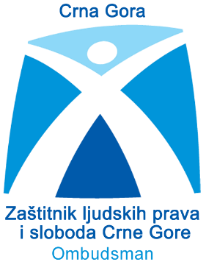 Crna Gora
Zaštitnik ljudskih prava
i sloboda Crne Gore
Ombudsman